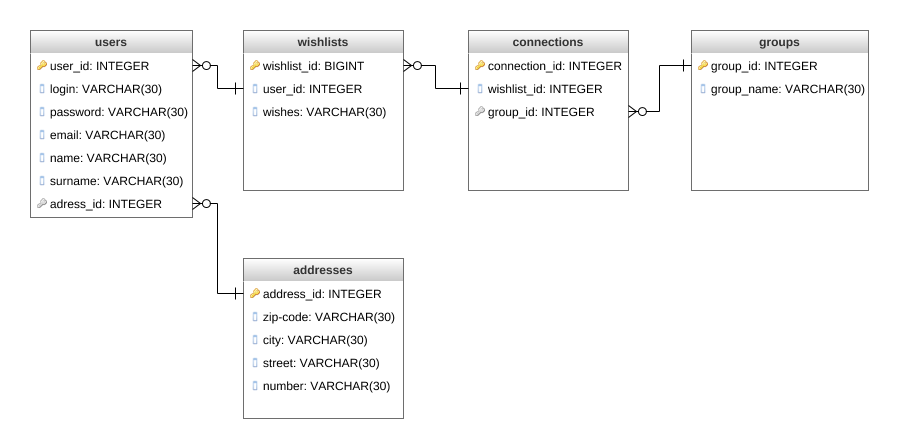 users
user_id: INTEGER
login: VARCHAR(30)
password: VARCHAR(30)
email: VARCHAR(30)
name: VARCHAR(30)
surname: VARCHAR(30)
adress_id: INTEGER
wishlists
wishlist_id: BIGINT
user_id: INTEGER
wishes: VARCHAR(30)
connections
connection_id: INTEGER
wishlist_id: INTEGER
group_id: INTEGER
groups
group_id: INTEGER
group_name: VARCHAR(30)
addresses
address_id: INTEGER
zip-code: VARCHAR(30)
city: VARCHAR(30)
street: VARCHAR(30)
number: VARCHAR(30)